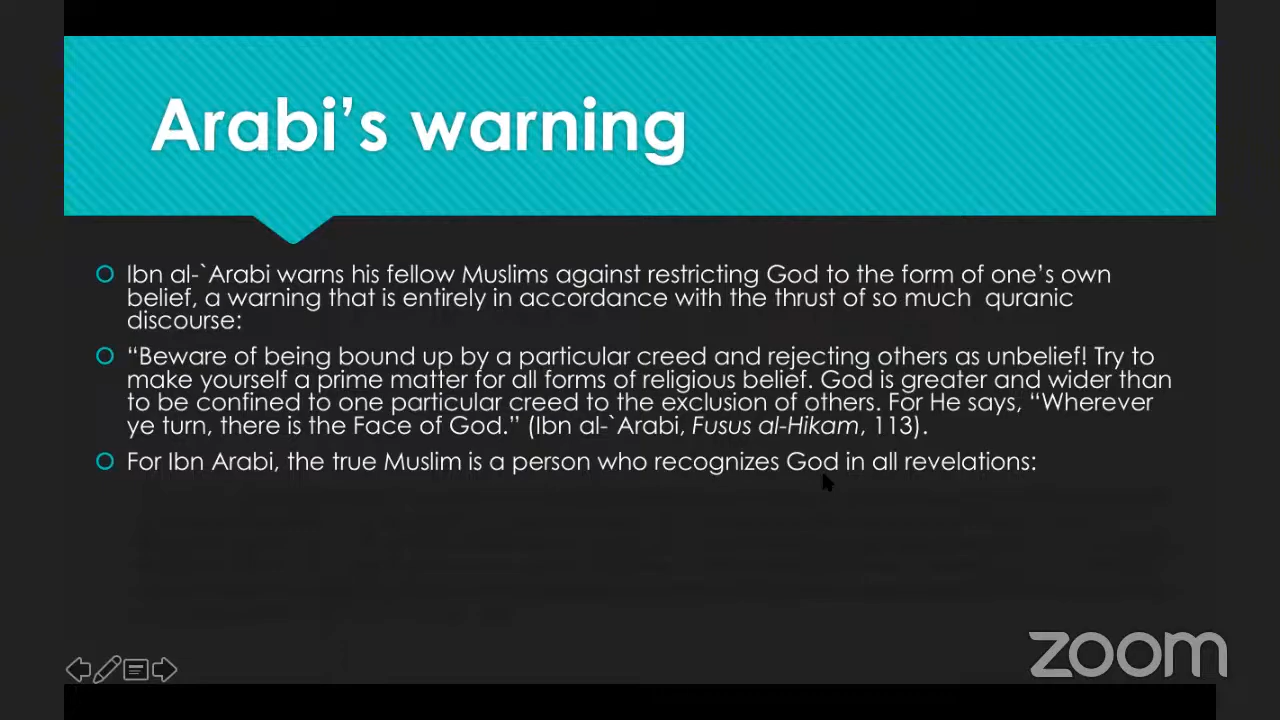 Arabi’s warning
Ibn al-`Arabi warns his fellow Muslims against restricting God to the form of one’s own
belief, a warning that is entirely in accordance with the thrust of so much quranic
discourse:
“Beware of being bound up by a particular creed and rejecting others as unbelief! Try to
make yourself a prime matter for all forms of religious belief. God is greater and wider than
to be confined to one particular creed to the exclusion of others. For He says, “Wherever
ye turn, there is the Face of God.” (Ibn al-`Arabi, Fusus al-Hikam, 113).
For Ibn Arabi, the true Muslim is a person who recognizes God in all revelations:
zoom